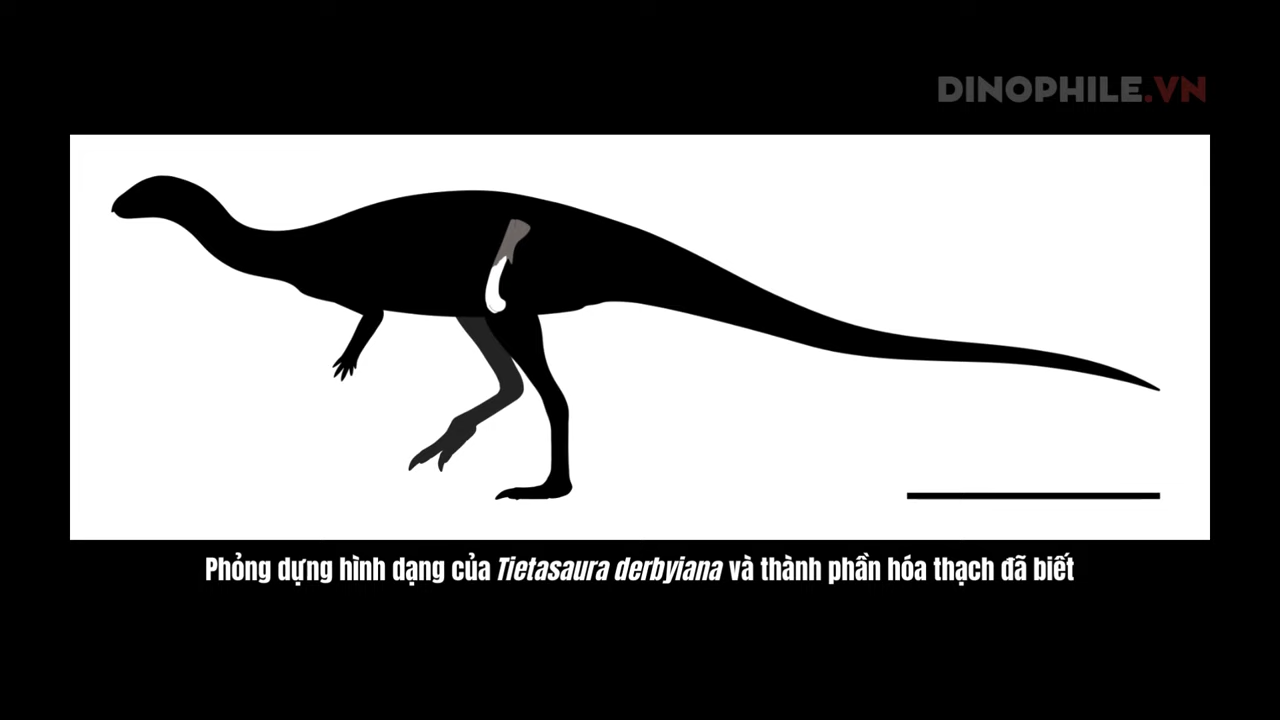 DINOPHILE.VN
Phỏng dựng hình dạng của Tietasaura derbyiana và thành phần hóa thạch đã biết